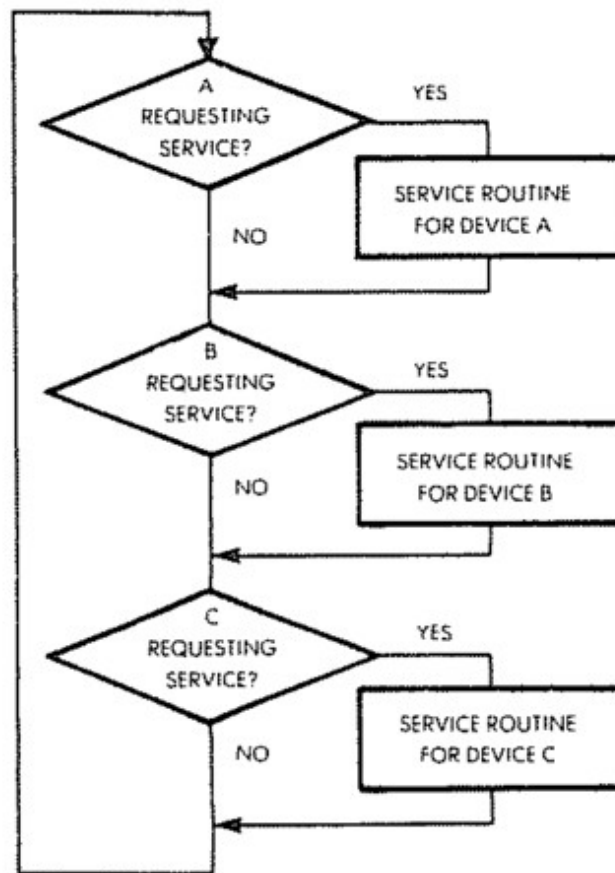 A
REQUESTING
SERVICE?
YES
SERVICE ROUTINE
FOR DEVICE A
NO
B
REQUESTING
SERVICE?
YES
SERVICE ROUTINE
FOR DEVICE B
NO
C
REQUESTING
SERVICE?
YES
SERVICE ROUTINE
FOR DEVICE C
NO